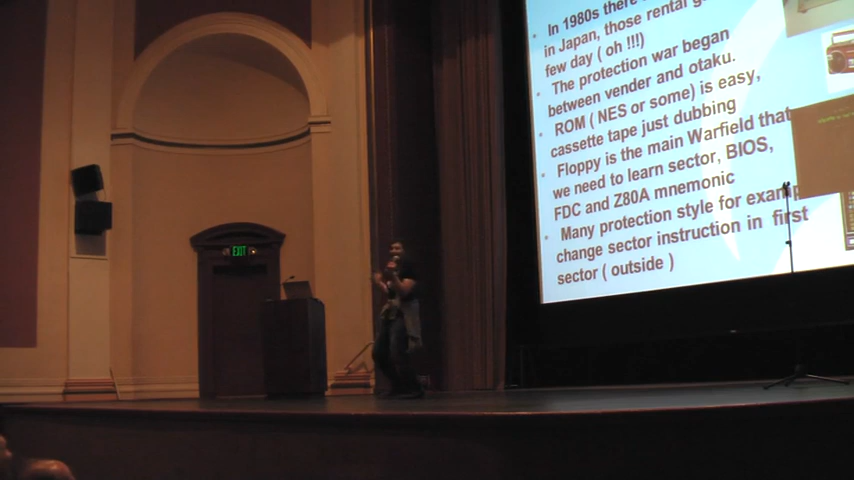 In 1980s there
in Japan, those rental
few day ( oh !!!)
The protection war began
between vender and otaku.
ROM ( NES or some) is easy,
cassette tape just dubbing
Floppy is the main Warfield that
we need to learn sector, BIOS,
FDC and Z80A mnemonic
Many protection style for
change sector instruction in first
sector ( outside )
EXIT